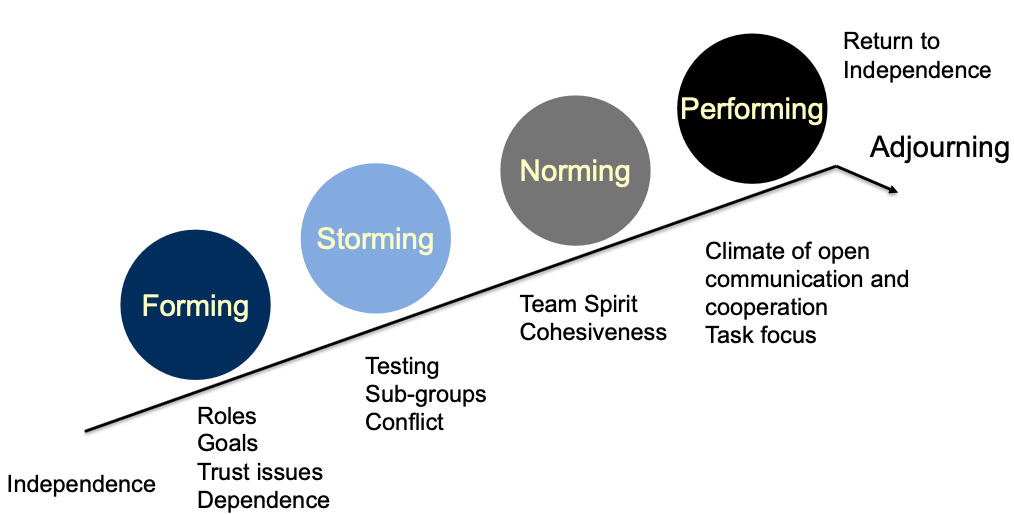 Return to
Independence
Performing
Adjourning
Norming
Storming
Climate of open
communication and
cooperation
Task focus
Forming
Team Spirit
Cohesiveness
Testing
Sub-groups
Conflict
Roles
Goals
Trust issues
Dependence
Independence